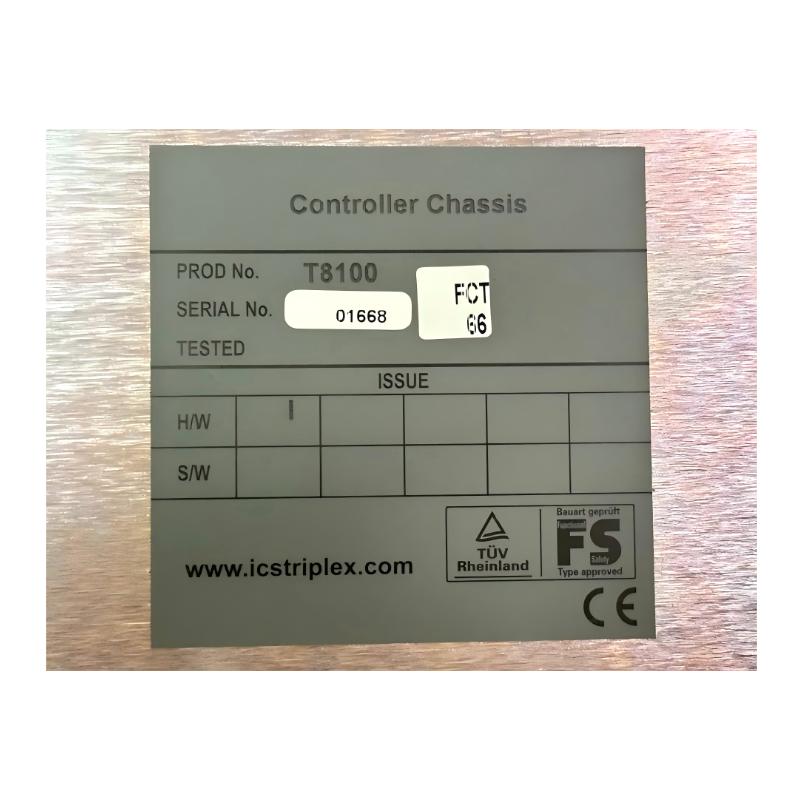 Controller Chassis
PROD No. T8100
SERIAL No. 01668
FCT
66
TESTED
ISSUE
H/W I
S/W
www.icstriplex.com
TÜV
Rheinland
Bauart geprüft
Functional
FS
Safety
Type approved
CE